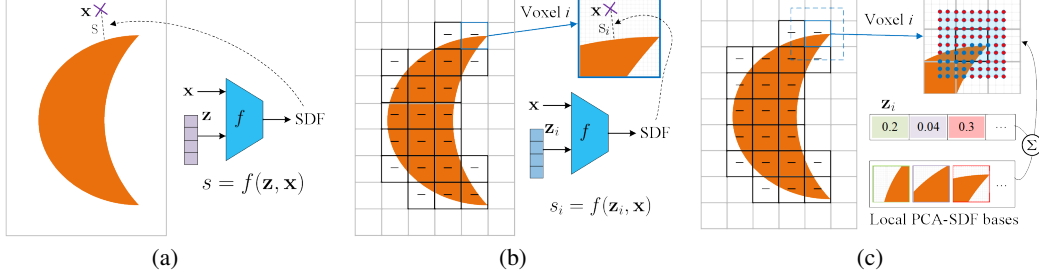 x
s
x
z
f
SDF
s = f(z, x)
(a)
Voxel i
x
s_i
x
z_i
f
SDF
s_i = f(z_i, x)
(b)
Voxel i
z_i
0.2 0.04 0.3 ...
Σ
...
Local PCA-SDF bases
(c)